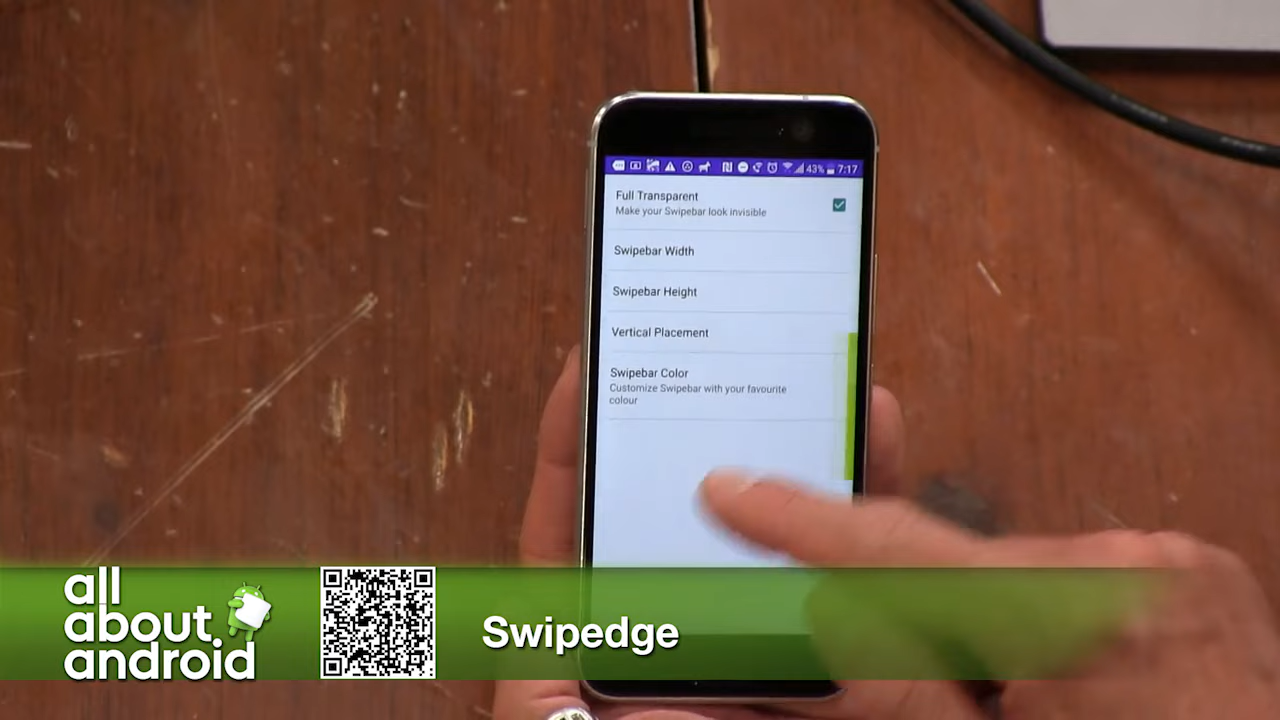 43% 7:17
Full Transparent
Make your Swipebar look invisible
Swipebar Width
Swipebar Height
Vertical Placement
Swipebar Color
Customize Swipebar with your favourite
colour
all
about
android
Swipedge